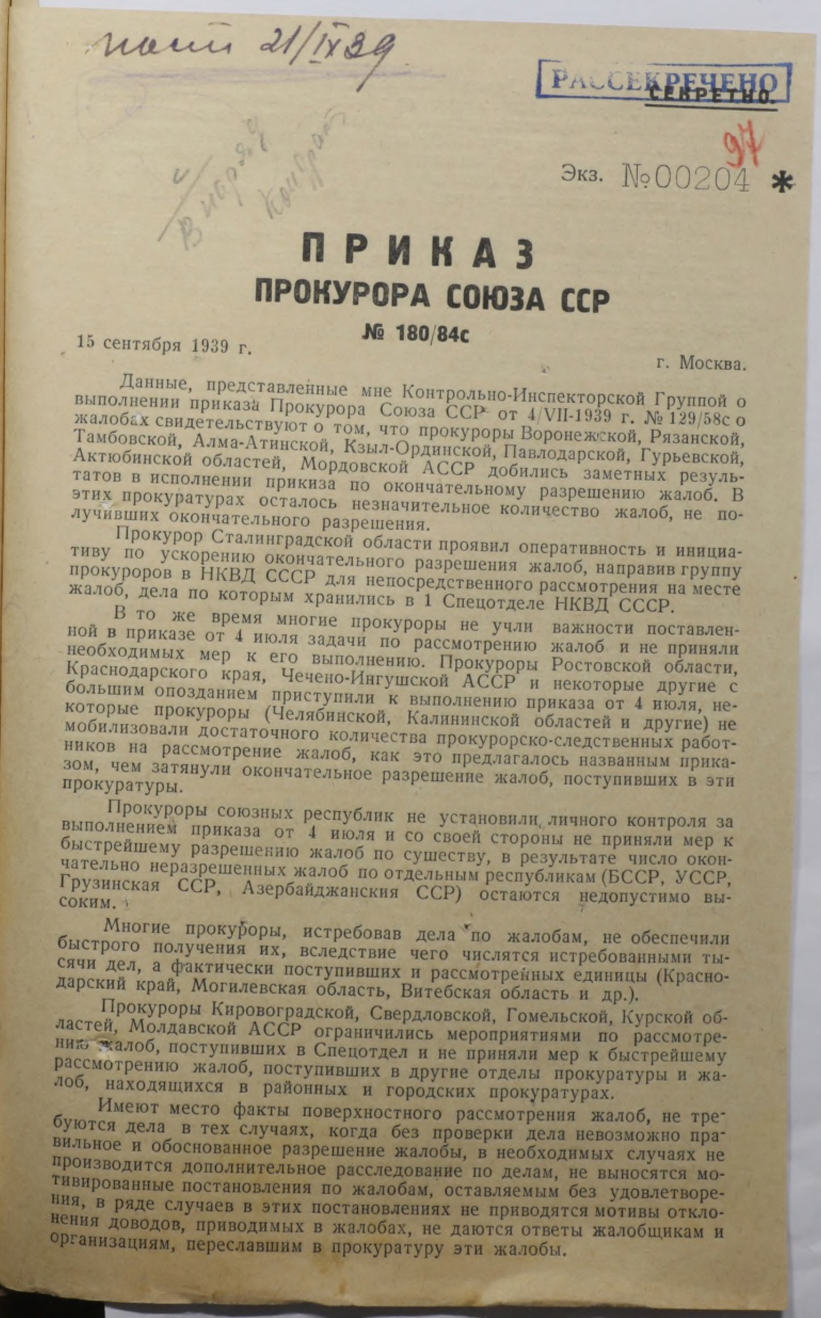 21/IX39
РАССЕКРЕЧЕНО
СЕКРЕТНО.
97
Экз. №00204 *
В наряд
ПРИКАЗ
ПРОКУРОРА СОЮЗА ССР
№ 180/84с
15 сентября 1939 г.
г. Москва.
Данные, представленные мне Контрольно-Инспекторской Группой о
выполнении приказа Прокурора Союза ССР от 4/VII-1939 г. № 129/58с о
жалобах свидетельствуют о том, что прокуроры Воронежской, Рязанской,
Тамбовской, Алма-Атинской, Кзыл-Ординской, Павлодарской, Гурьевской,
Актюбинской областей, Мордовской АССР добились заметных резуль-
татов в исполнении прикиза по окончательному разрешению жалоб. В
этих прокуратурах осталось незначительное количество жалоб, не по-
лучивших окончательного разрешения.
Прокурор Сталинградской области проявил оперативность и инициа-
тиву по ускорению окончательного разрешения жалоб, направив группу
прокуроров в НКВД СССР для непосредственного рассмотрения на месте
жалоб, дела по которым хранились в 1 Спецотделе НКВД СССР.
В то же время многие прокуроры не учли важности поставлен-
ной в приказе от 4 июля задачи по рассмотрению жалоб и не приняли
необходимых мер к его выполнению. Прокуроры Ростовской области,
Краснодарского края, Чечено-Ингушской АССР и некоторые другие с
большим опозданием приступили к выполнению приказа от 4 июля, не-
которые прокуроры (Челябинской, Калининской областей и другие) не
мобилизовали достаточного количества прокурорско-следственных работ-
ников на рассмотрение жалоб, как это предлагалось названным прика-
зом, чем затянули окончательное разрешение жалоб, поступивших в эти
прокуратуры.
Прокуроры союзных республик не установили личного контроля за
выполнением приказа от 4 июля и со своей стороны не приняли мер к
быстрейшему разрешению жалоб по существу, в результате число окон-
чательно неразрешенных жалоб по отдельным республикам (БССР, УССР,
Грузинская ССР, Азербайджанския ССР) остаются недопустимо вы-
соким.
Многие прокуроры, истребовав дела по жалобам, не обеспечили
быстрого получения их, вследствие чего числятся истребованными ты-
сячи дел, а фактически поступивших и рассмотренных единицы (Красно-
дарский край, Могилевская область, Витебская область и др.).
Прокуроры Кировоградской, Свердловской, Гомельской, Курской об-
ластей, Молдавской АССР ограничились мероприятиями по рассмотре-
нию жалоб, поступивших в Спецотдел и не приняли мер к быстрейшему
рассмотрению жалоб, поступивших в другие отделы прокуратуры и жа-
лоб, находящихся в районных и городских прокуратурах.
Имеют место факты поверхностного рассмотрения жалоб, не тре-
буются дела в тех случаях, когда без проверки дела невозможно пра-
вильное и обоснованное разрешение жалобы, в необходимых случаях не
производится дополнительное расследование по делам, не выносятся мо-
тивированные постановления по жалобам, оставляемым без удовлетворе-
ния, в ряде случаев в этих постановлениях не приводятся мотивы откло-
нения доводов, приводимых в жалобах, не даются ответы жалобщикам и
организациям, переславшим в прокуратуру эти жалобы.